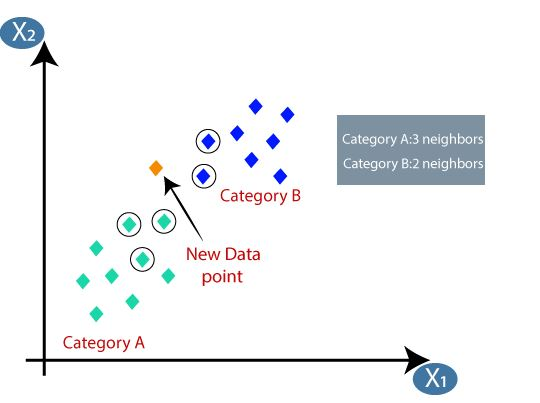 X2
Category A:3 neighbors
Category B:2 neighbors
Category B
New Data
point
Category A
X1